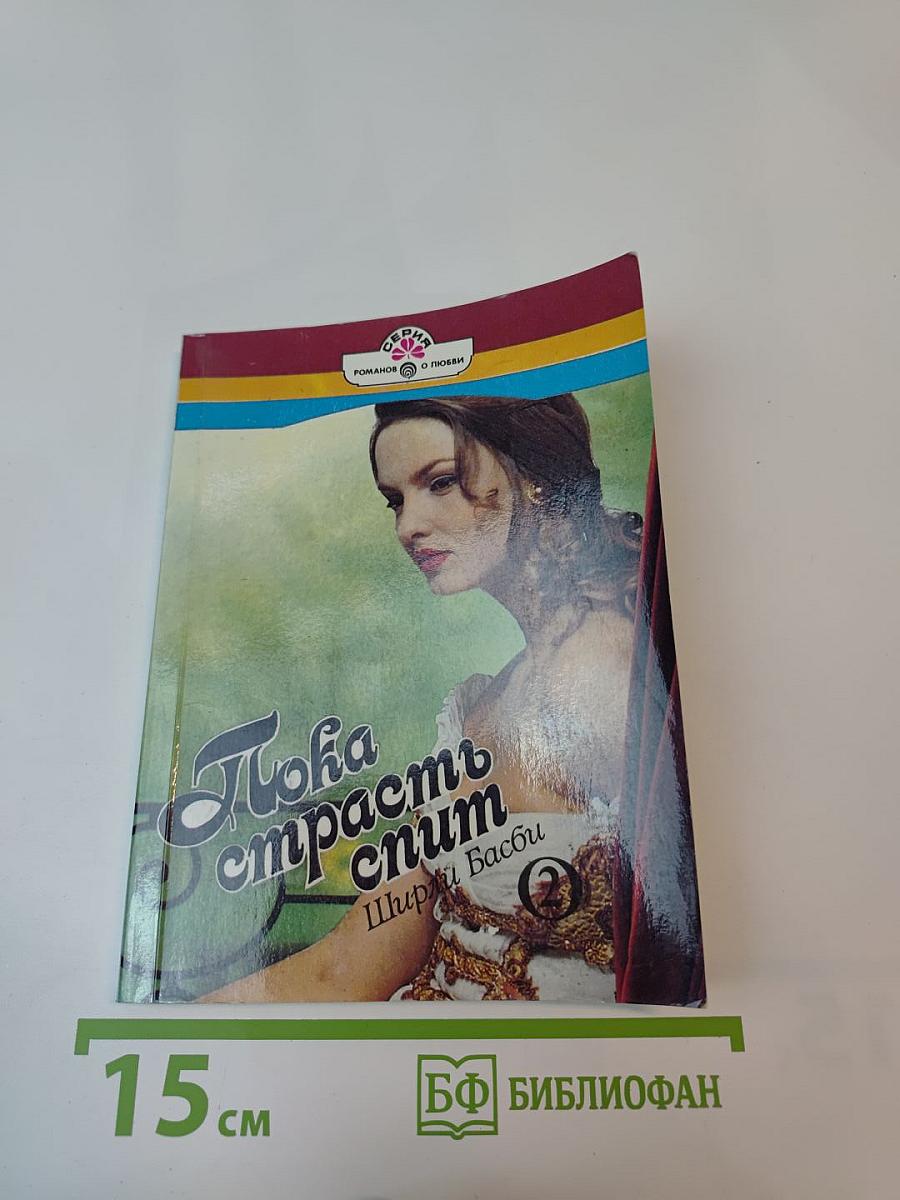 СЕРИЯ
РОМАНОВ О ЛЮБВИ
Пока
страсть
спит
Ширли Басби
2
15 см
БФ БИБЛИОФАН